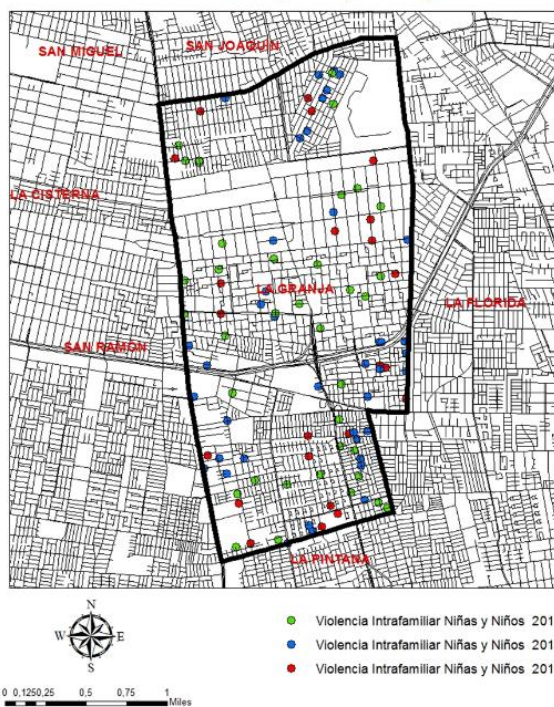 SAN MIGUEL
SAN JOAQUIN
LA CISTERNA
LA GRANJA
LA FLORIDA
SAN RAMÓN
LA PINTANA
N
W E
S
Violencia Intrafamiliar Niñas y Niños 201
Violencia Intrafamiliar Niñas y Niños 201
Violencia Intrafamiliar Niñas y Niños 201
0 0,1250,25 0,5 0,75 1
Miles